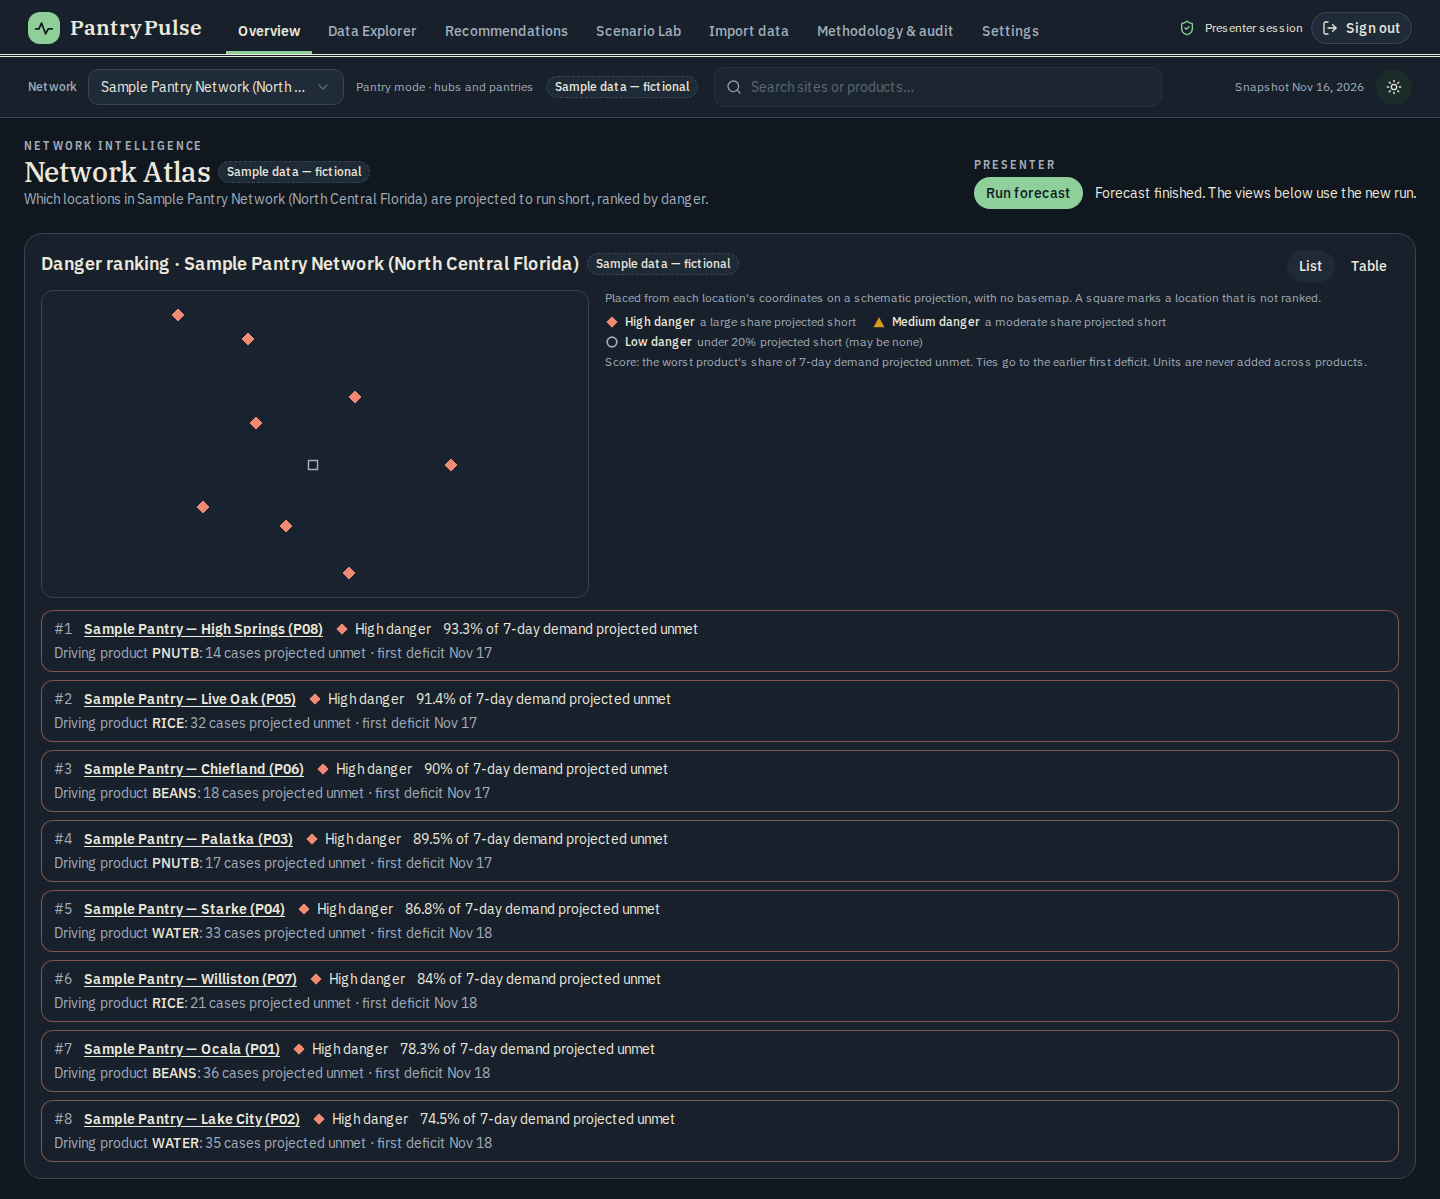 PantryPulse
Overview Data Explorer Recommendations Scenario Lab Import data Methodology & audit Settings
Presenter session Sign out
Network Sample Pantry Network (North ... Pantry mode · hubs and pantries Sample data — fictional Search sites or products... Snapshot Nov 16, 2026
NETWORK INTELLIGENCE
Network Atlas Sample data — fictional
Which locations in Sample Pantry Network (North Central Florida) are projected to run short, ranked by danger.
PRESENTER
Run forecast Forecast finished. The views below use the new run.
Danger ranking · Sample Pantry Network (North Central Florida) Sample data — fictional
List Table
Placed from each location's coordinates on a schematic projection, with no basemap. A square marks a location that is not ranked.
High danger a large share projected short Medium danger a moderate share projected short
Low danger under 20% projected short (may be none)
Score: the worst product's share of 7-day demand projected unmet. Ties go to the earlier first deficit. Units are never added across products.
#1 Sample Pantry — High Springs (P08) High danger 93.3% of 7-day demand projected unmet
Driving product PNUTB: 14 cases projected unmet · first deficit Nov 17
#2 Sample Pantry — Live Oak (P05) High danger 91.4% of 7-day demand projected unmet
Driving product RICE: 32 cases projected unmet · first deficit Nov 17
#3 Sample Pantry — Chiefland (P06) High danger 90% of 7-day demand projected unmet
Driving product BEANS: 18 cases projected unmet · first deficit Nov 17
#4 Sample Pantry — Palatka (P03) High danger 89.5% of 7-day demand projected unmet
Driving product PNUTB: 17 cases projected unmet · first deficit Nov 17
#5 Sample Pantry — Starke (P04) High danger 86.8% of 7-day demand projected unmet
Driving product WATER: 33 cases projected unmet · first deficit Nov 18
#6 Sample Pantry — Williston (P07) High danger 84% of 7-day demand projected unmet
Driving product RICE: 21 cases projected unmet · first deficit Nov 18
#7 Sample Pantry — Ocala (P01) High danger 78.3% of 7-day demand projected unmet
Driving product BEANS: 36 cases projected unmet · first deficit Nov 18
#8 Sample Pantry — Lake City (P02) High danger 74.5% of 7-day demand projected unmet
Driving product WATER: 35 cases projected unmet · first deficit Nov 18